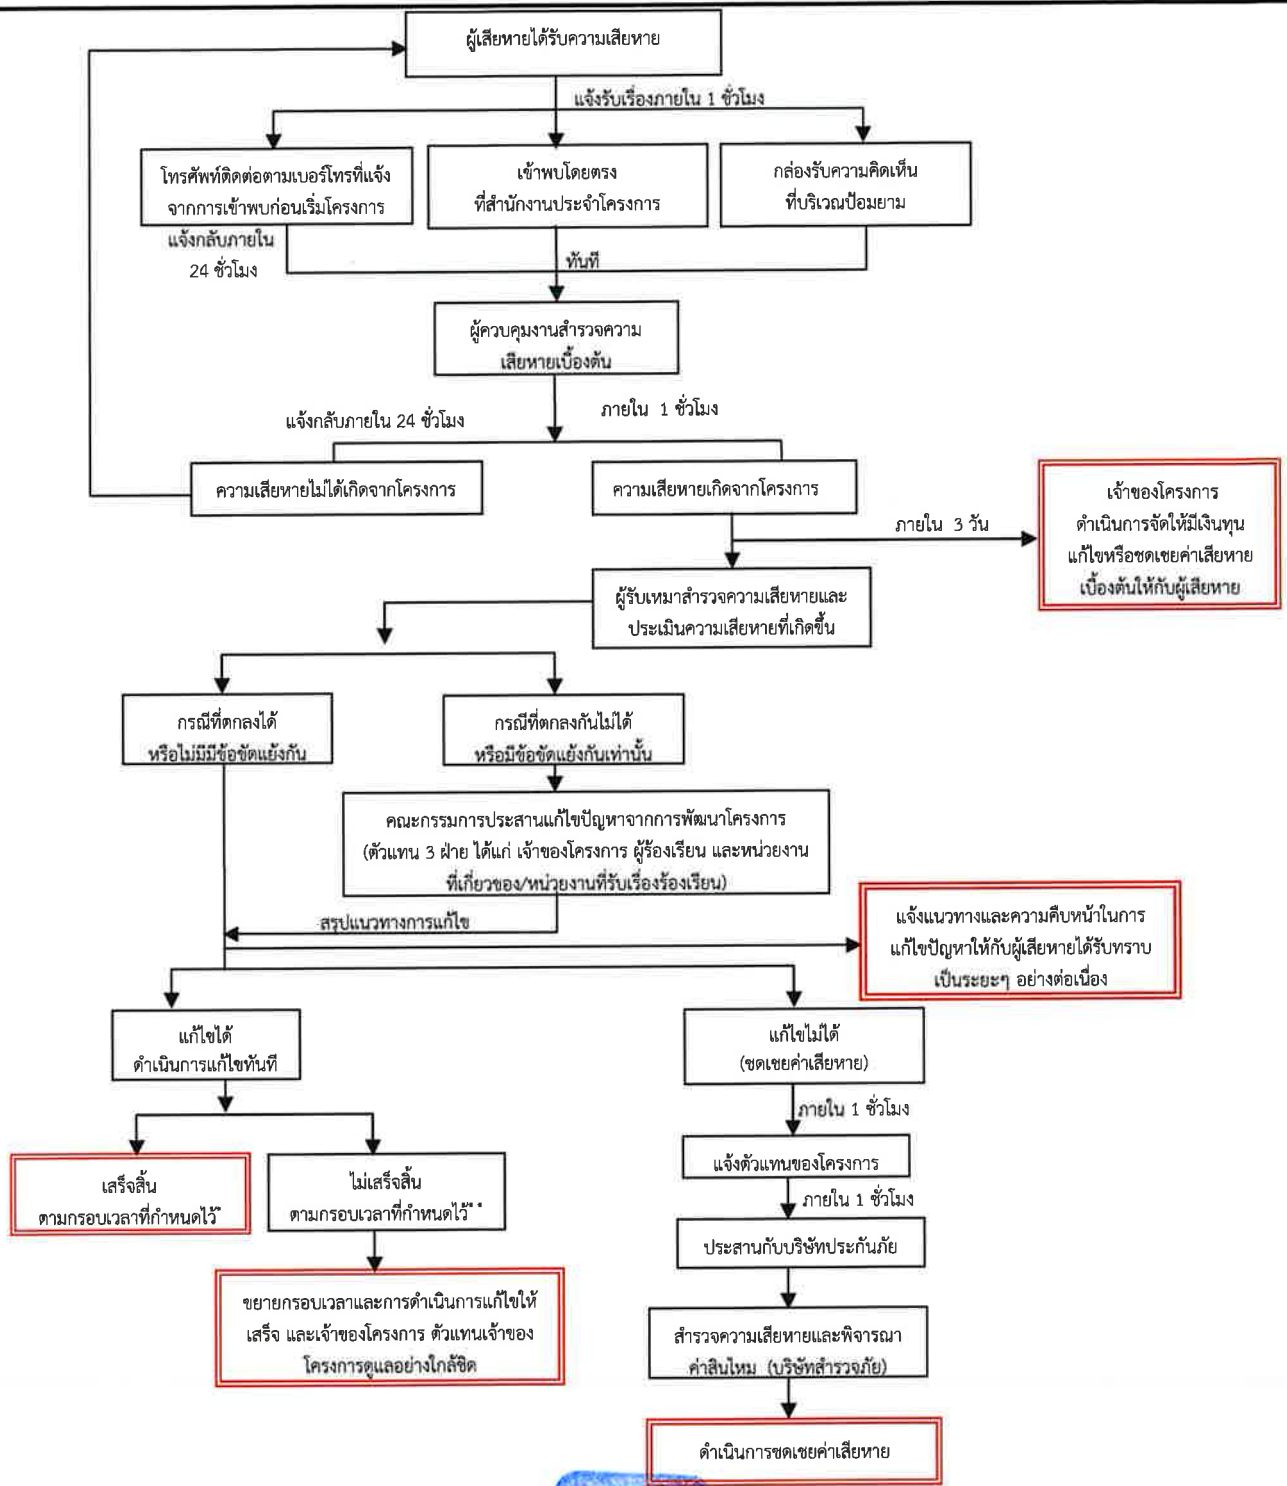 ผู้เสียหายได้รับความเสียหาย
แจ้งรับเรื่องภายใน 1 ชั่วโมง
โทรศัพท์ติดต่อตามเบอร์โทรที่แจ้ง
จากการเข้าพบก่อนเริ่มโครงการ
เข้าพบโดยตรง
ที่สำนักงานประจำโครงการ
กล่องรับความคิดเห็น
ที่บริเวณป้อมยาม
แจ้งกลับภายใน
24 ชั่วโมง
ทันที
ผู้ควบคุมงานสำรวจความ
เสียหายเบื้องต้น
แจ้งกลับภายใน 24 ชั่วโมง
ภายใน 1 ชั่วโมง
ความเสียหายไม่ได้เกิดจากโครงการ
ความเสียหายเกิดจากโครงการ
ภายใน 3 วัน
เจ้าของโครงการ
ดำเนินการจัดให้มีเงินทุน
แก้ไขหรือชดเชยค่าเสียหาย
เบื้องต้นให้กับผู้เสียหาย
ผู้รับเหมาสำรวจความเสียหายและ
ประเมินความเสียหายที่เกิดขึ้น
กรณีที่ตกลงได้
หรือไม่มีมีข้อขัดแย้งกัน
กรณีที่ตกลงกันไม่ได้
หรือมีข้อขัดแย้งกันเท่านั้น
คณะกรรมการประสานแก้ไขปัญหาจากการพัฒนาโครงการ
(ตัวแทน 3 ฝ่าย ได้แก่ เจ้าของโครงการ ผู้ร้องเรียน และหน่วยงาน
ที่เกี่ยวของ/หน่วยงานที่รับเรื่องร้องเรียน)
สรุปแนวทางการแก้ไข
แจ้งแนวทางและความคืบหน้าในการ
แก้ไขปัญหาให้กับผู้เสียหายได้รับทราบ
เป็นระยะๆ อย่างต่อเนื่อง
แก้ไขได้
ดำเนินการแก้ไขทันที
แก้ไขไม่ได้
(ชดเชยค่าเสียหาย)
ภายใน 1 ชั่วโมง
แจ้งตัวแทนของโครงการ
ภายใน 1 ชั่วโมง
เสร็จสิ้น
ตามกรอบเวลาที่กำหนดไว้*
ไม่เสร็จสิ้น
ตามกรอบเวลาที่กำหนดไว้**
ประสานกับบริษัทประกันภัย
ขยายกรอบเวลาและการดำเนินการแก้ไขให้
เสร็จ และเจ้าของโครงการ ตัวแทนเจ้าของ
โครงการดูแลอย่างใกล้ชิด
สำรวจความเสียหายและพิจารณา
ค่าสินไหม (บริษัทสำรวจภัย)
ดำเนินการชดเชยค่าเสียหาย